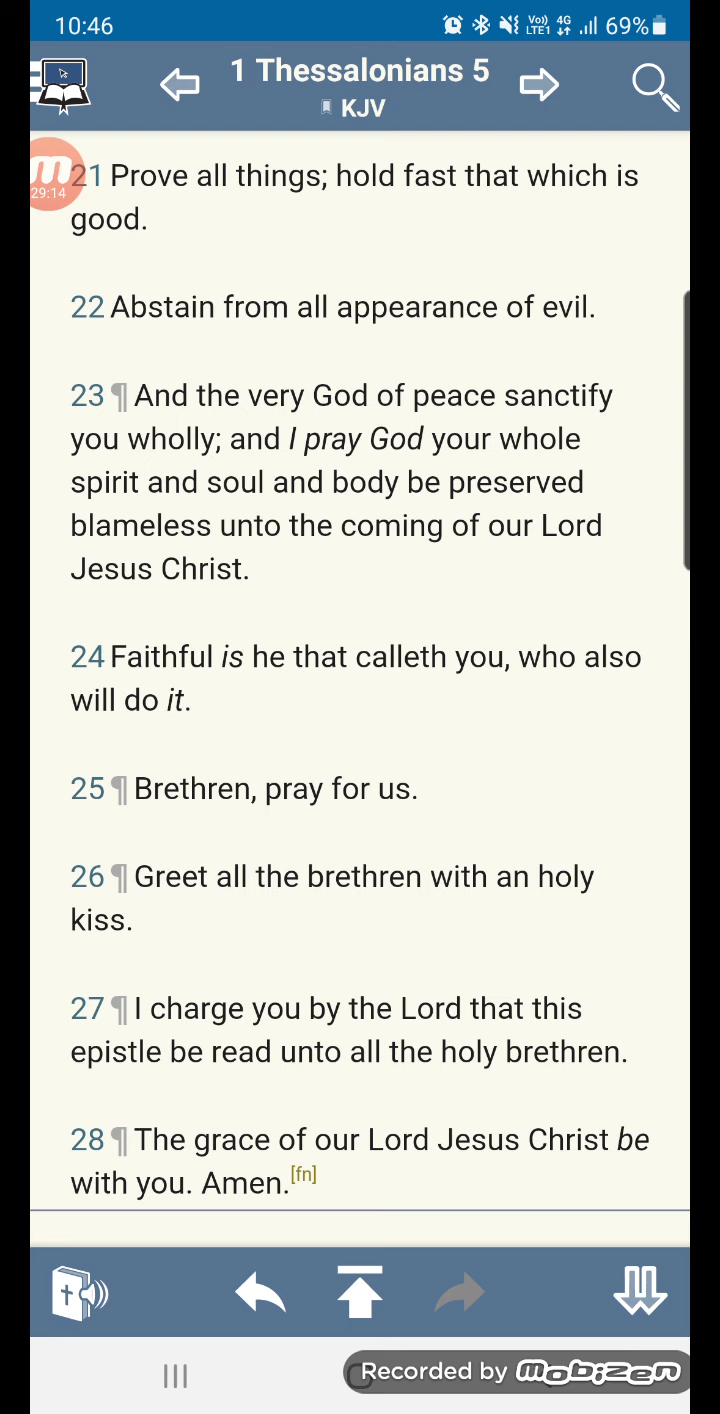 10:46 Vo)) LTE1 4G 69%
1 Thessalonians 5
KJV
29:14
21 Prove all things; hold fast that which is
good.
22 Abstain from all appearance of evil.
23 ¶ And the very God of peace sanctify
you wholly; and I pray God your whole
spirit and soul and body be preserved
blameless unto the coming of our Lord
Jesus Christ.
24 Faithful is he that calleth you, who also
will do it.
25 ¶ Brethren, pray for us.
26 ¶ Greet all the brethren with an holy
kiss.
27 ¶ I charge you by the Lord that this
epistle be read unto all the holy brethren.
28 ¶ The grace of our Lord Jesus Christ be
with you. Amen.[fn]
Recorded by mobizen